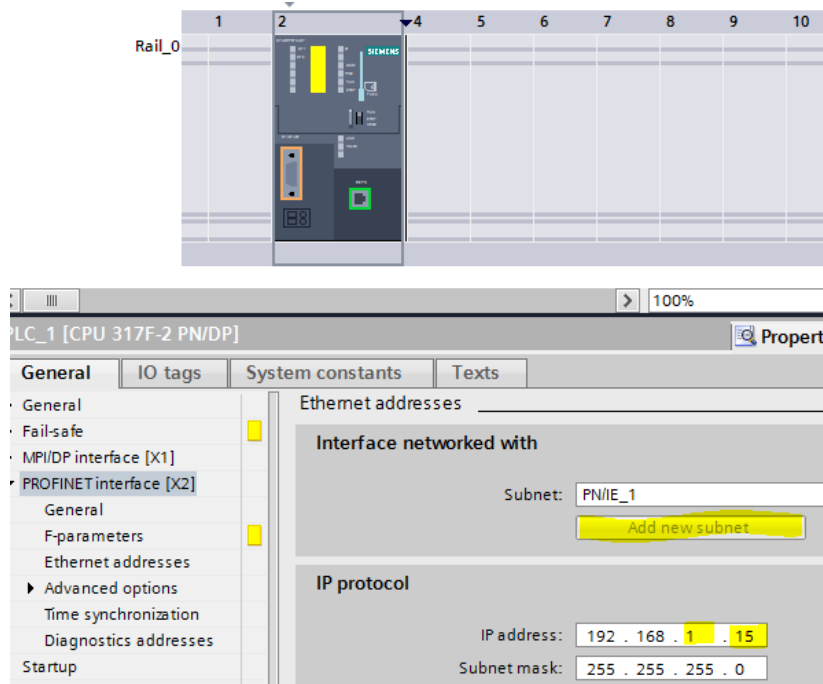 1 2 4 5 6 7 8 9 10
Rail_0
SIEMENS
100%
PLC_1 [CPU 317F-2 PN/DP]
Propert
General IO tags System constants Texts
General
Fail-safe
MPI/DP interface [X1]
PROFINET interface [X2]
General
F-parameters
Ethernet addresses
Advanced options
Time synchronization
Diagnostics addresses
Startup
Ethernet addresses
Interface networked with
Subnet: PN/IE_1
Add new subnet
IP protocol
IP address: 192 . 168 . 1 . 15
Subnet mask: 255 . 255 . 255 . 0